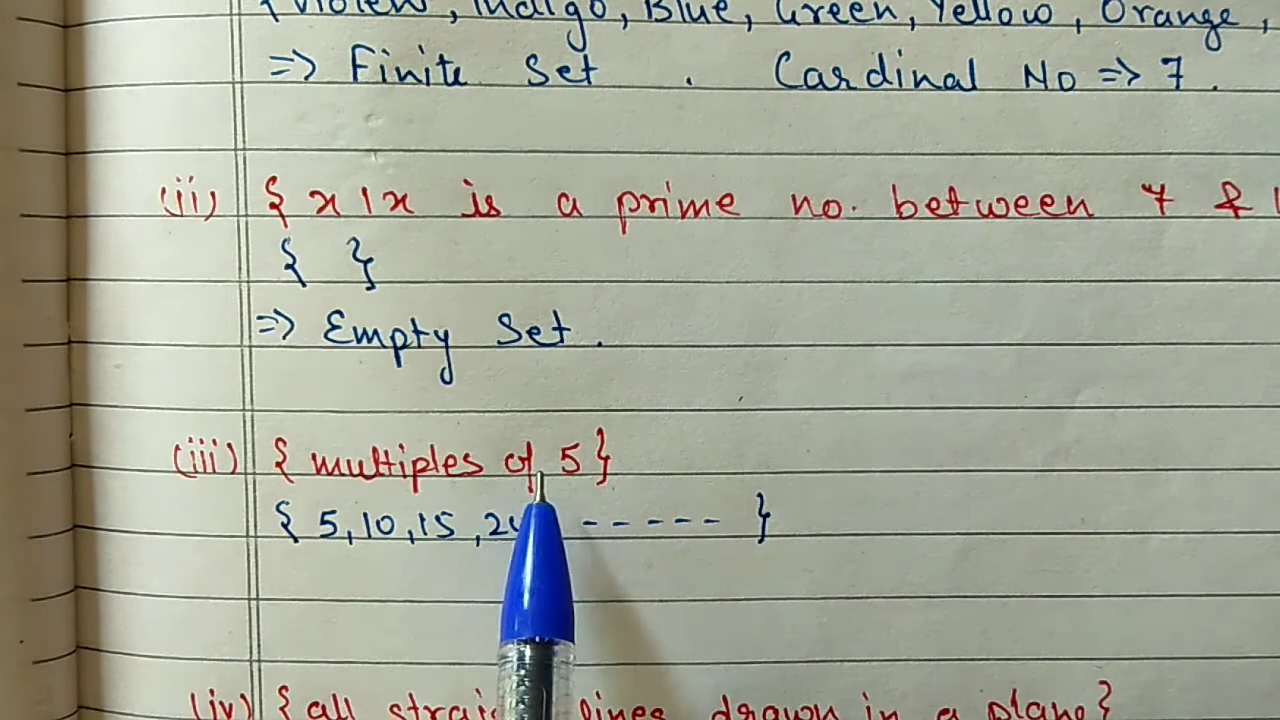 { Violet, Indigo, Blue, Green, Yellow, Orange,
=> Finite Set . Cardinal No => 7.
(ii) { x | x is a prime no. between 7 &
{ }
=> Empty Set.
(iii) { multiples of 5}
{ 5,10,15, ----- }
(iv) { all lines drawn in a plane}